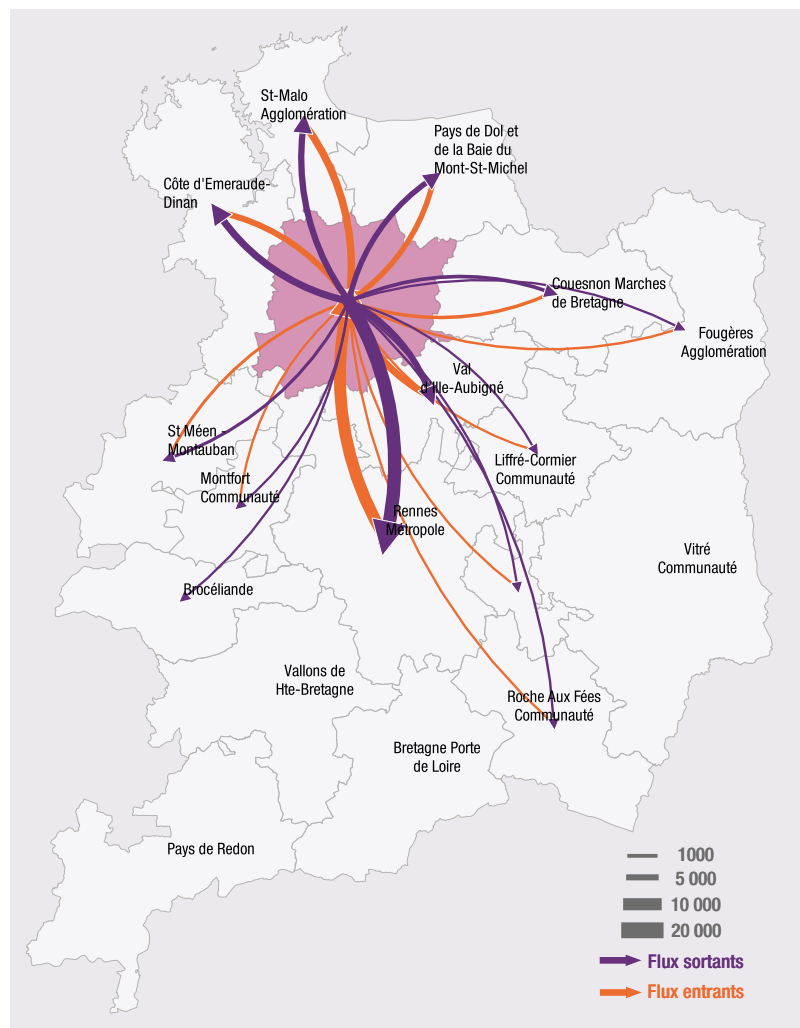 St-Malo
Agglomération
Pays de Dol et
de la Baie du
Mont-St-Michel
Côte d'Emeraude-
Dinan
Couesnon Marches
de Bretagne
Fougères
Agglomération
Val
d'Ille-Aubigné
St Méen -
Montauban
Liffré-Cormier
Communauté
Montfort
Communauté
Rennes
Métropole
Vitré
Communauté
Brocéliande
Vallons de
Hte-Bretagne
Roche Aux Fées
Communauté
Bretagne Porte
de Loire
Pays de Redon
1000
5 000
10 000
20 000
Flux sortants
Flux entrants